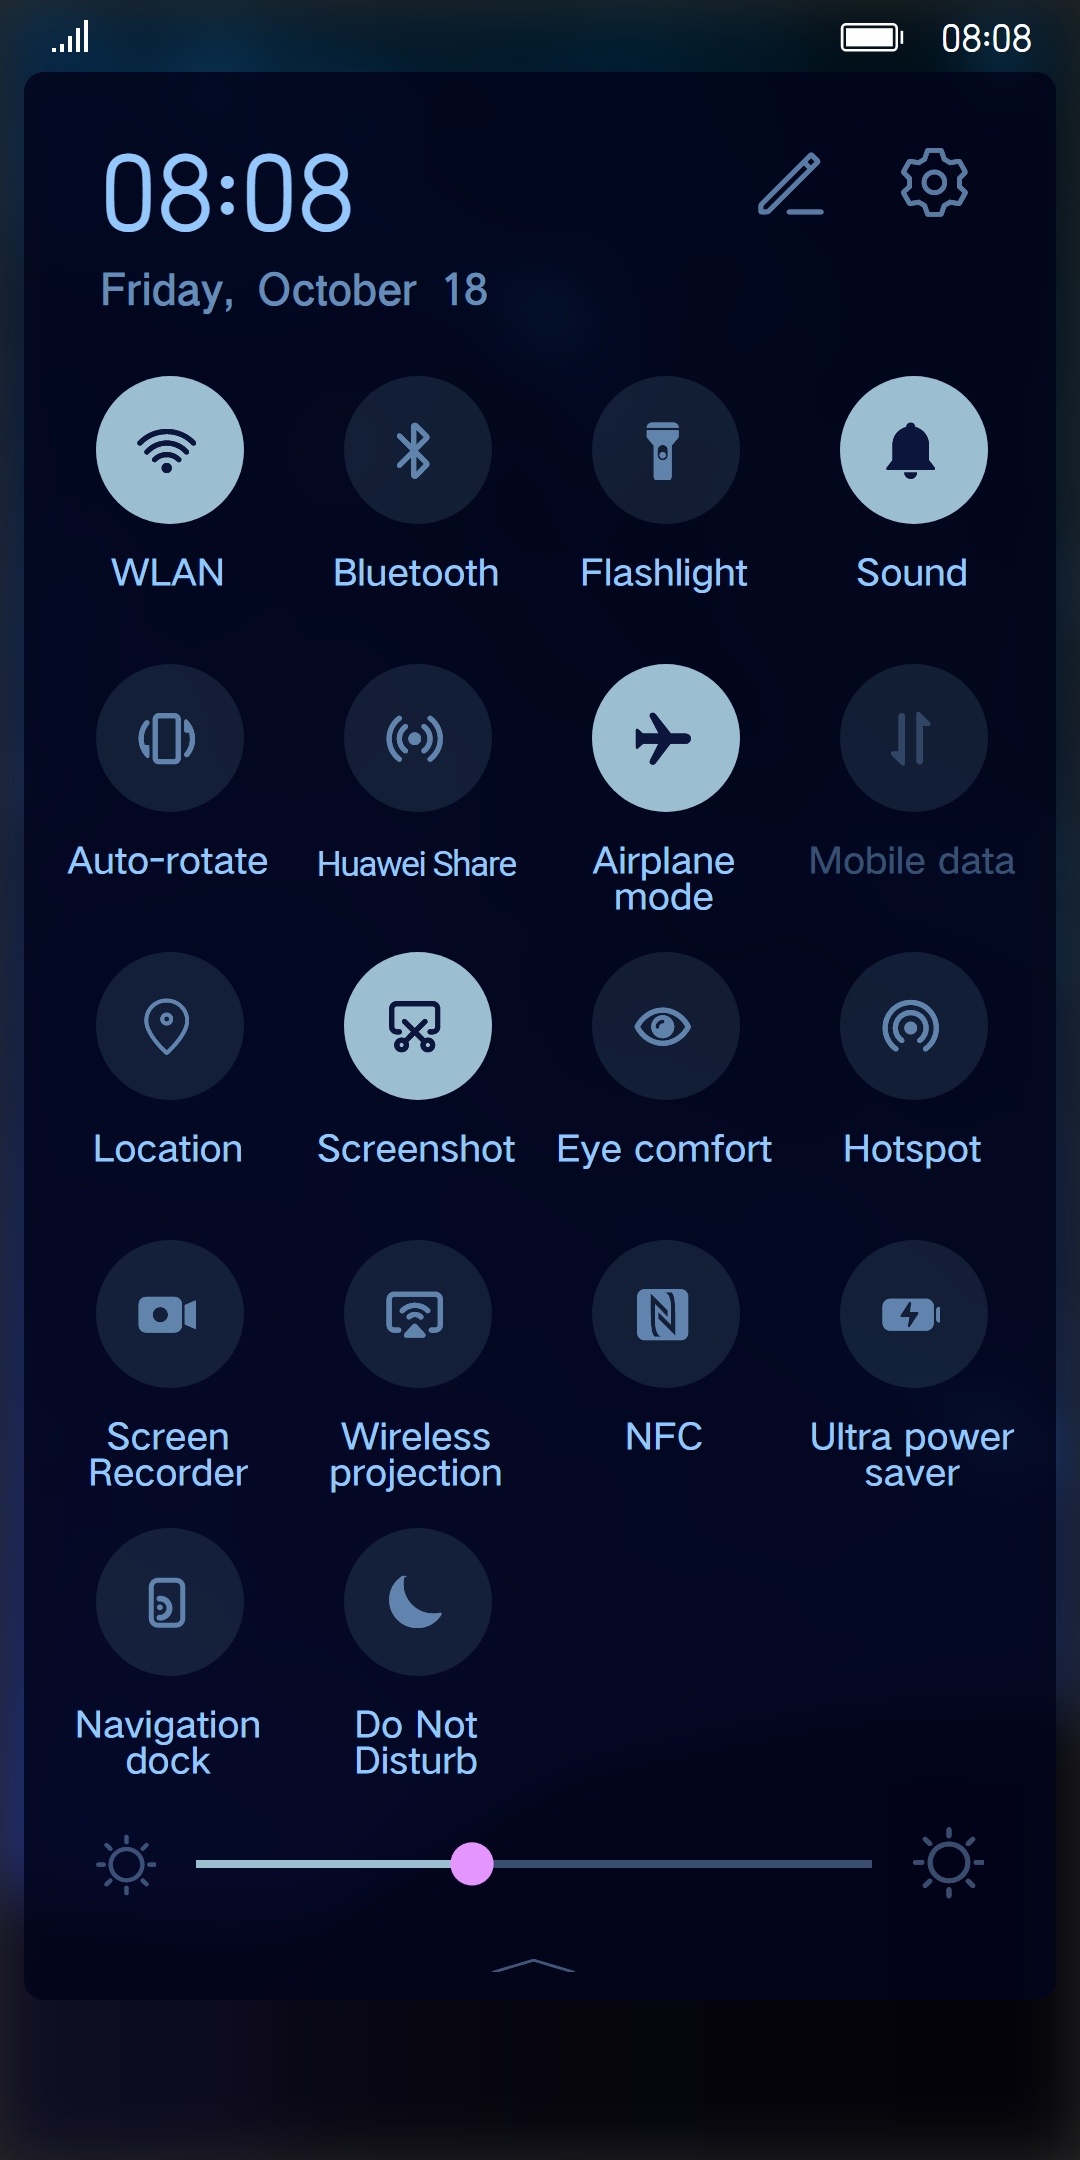 08:08
08:08
Friday, October 18
WLAN Bluetooth Flashlight Sound
Auto-rotate Huawei Share Airplane mode Mobile data
Location Screenshot Eye comfort Hotspot
Screen Recorder Wireless projection NFC Ultra power saver
Navigation dock Do Not Disturb